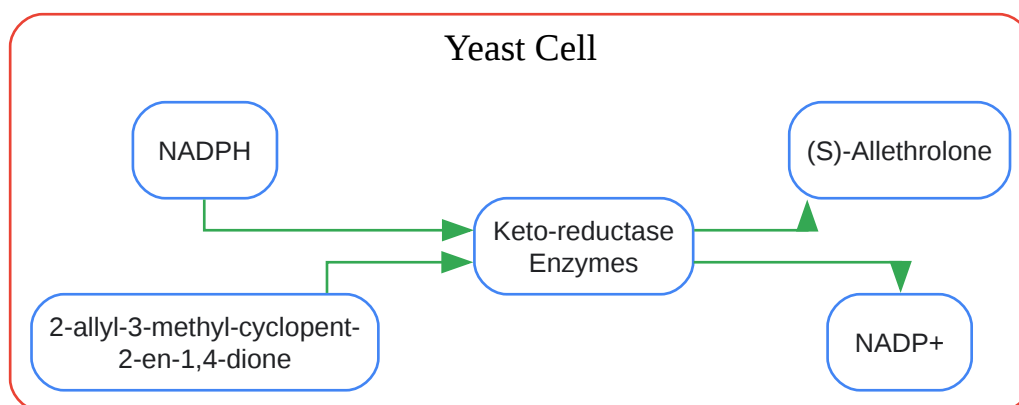 Yeast Cell
NADPH
(S)-Allethrolone
Keto-reductase
Enzymes
2-allyl-3-methyl-cyclopent-
2-en-1,4-dione
NADP+